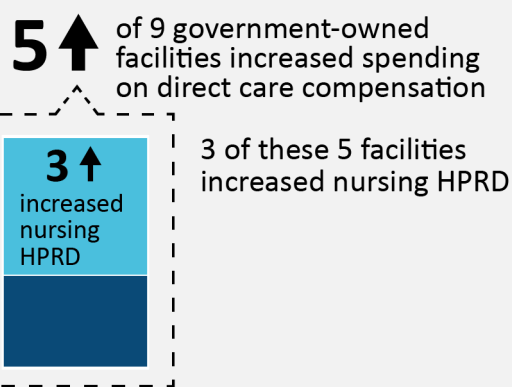 5 of 9 government-owned
facilities increased spending
on direct care compensation
3
increased
nursing
HPRD
3 of these 5 facilities
increased nursing HPRD